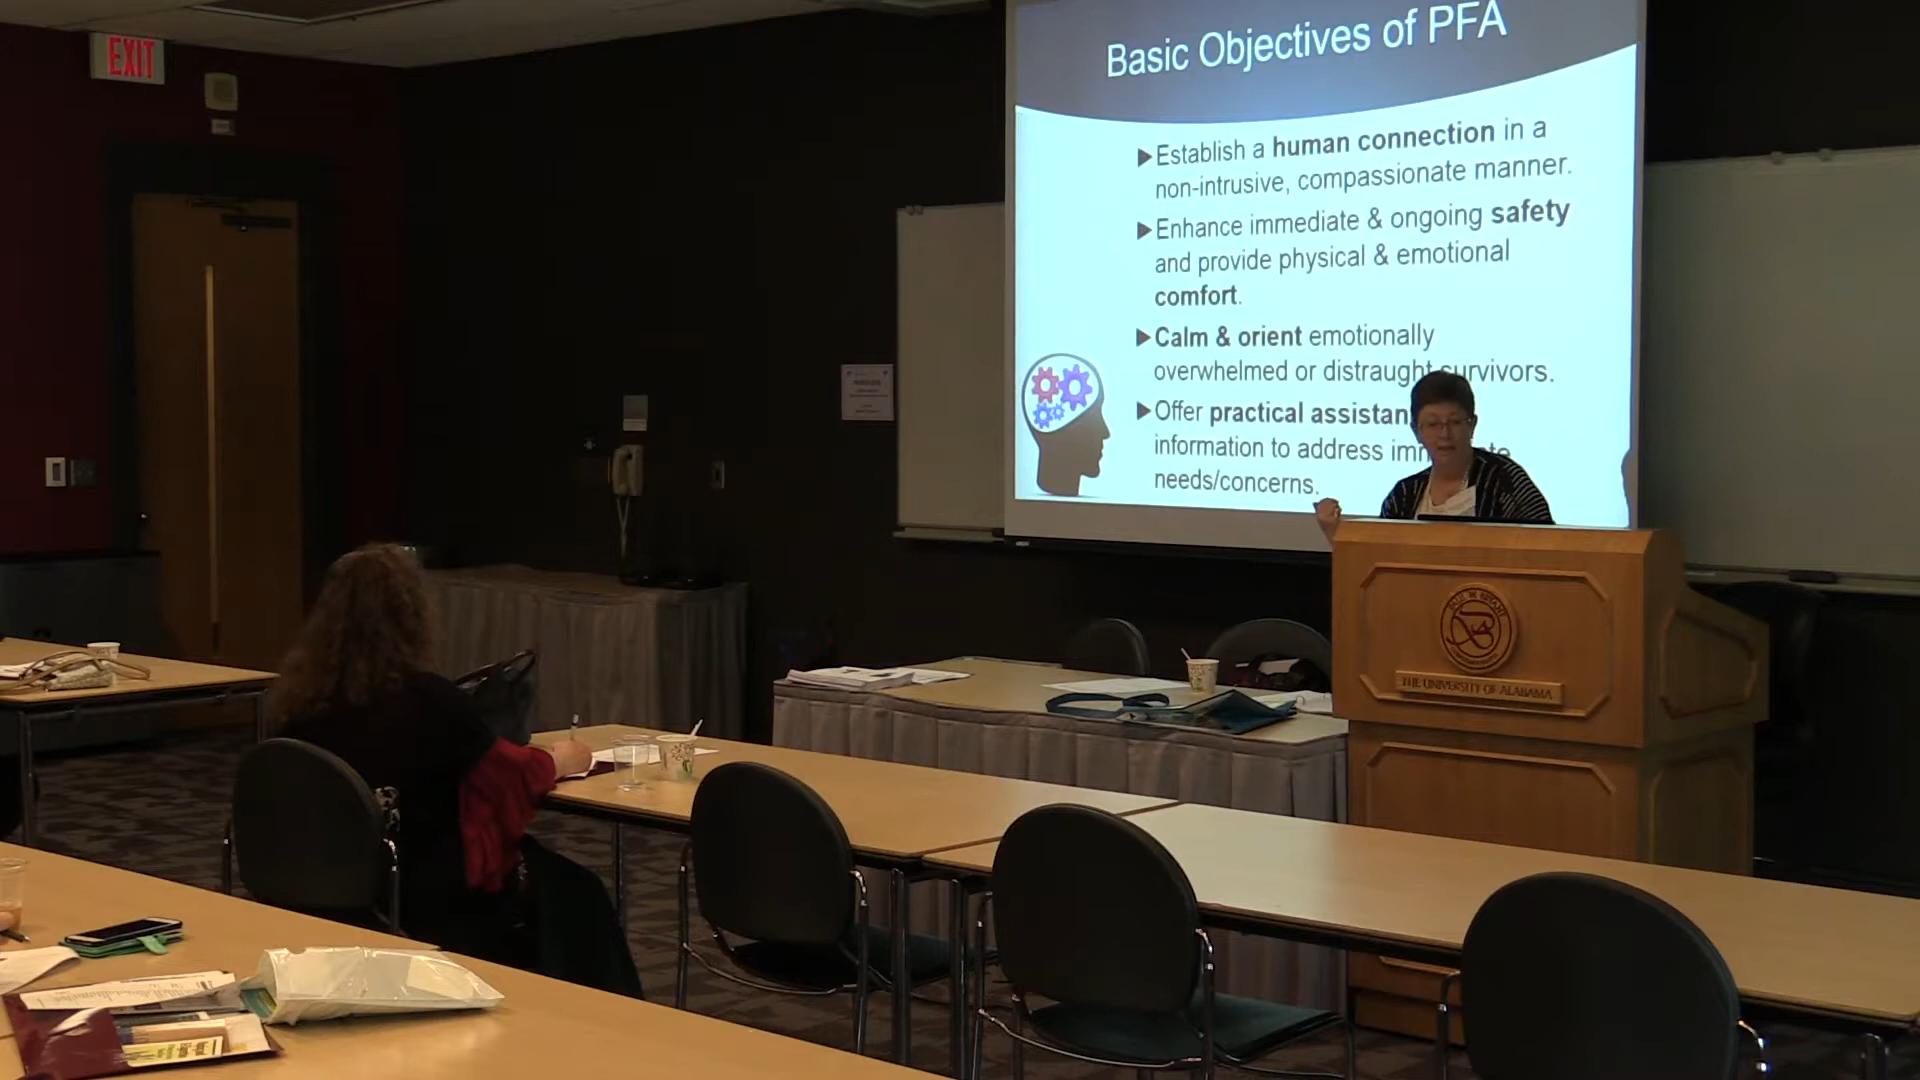 EXIT
Basic Objectives of PFA
Establish a human connection in a
non-intrusive, compassionate manner.
Enhance immediate & ongoing safety
and provide physical & emotional
comfort.
Calm & orient emotionally
overwhelmed or distraught survivors.
Offer practical assistan
information to address imm te
needs/concerns.
THE UNIVERSITY OF ALABAMA